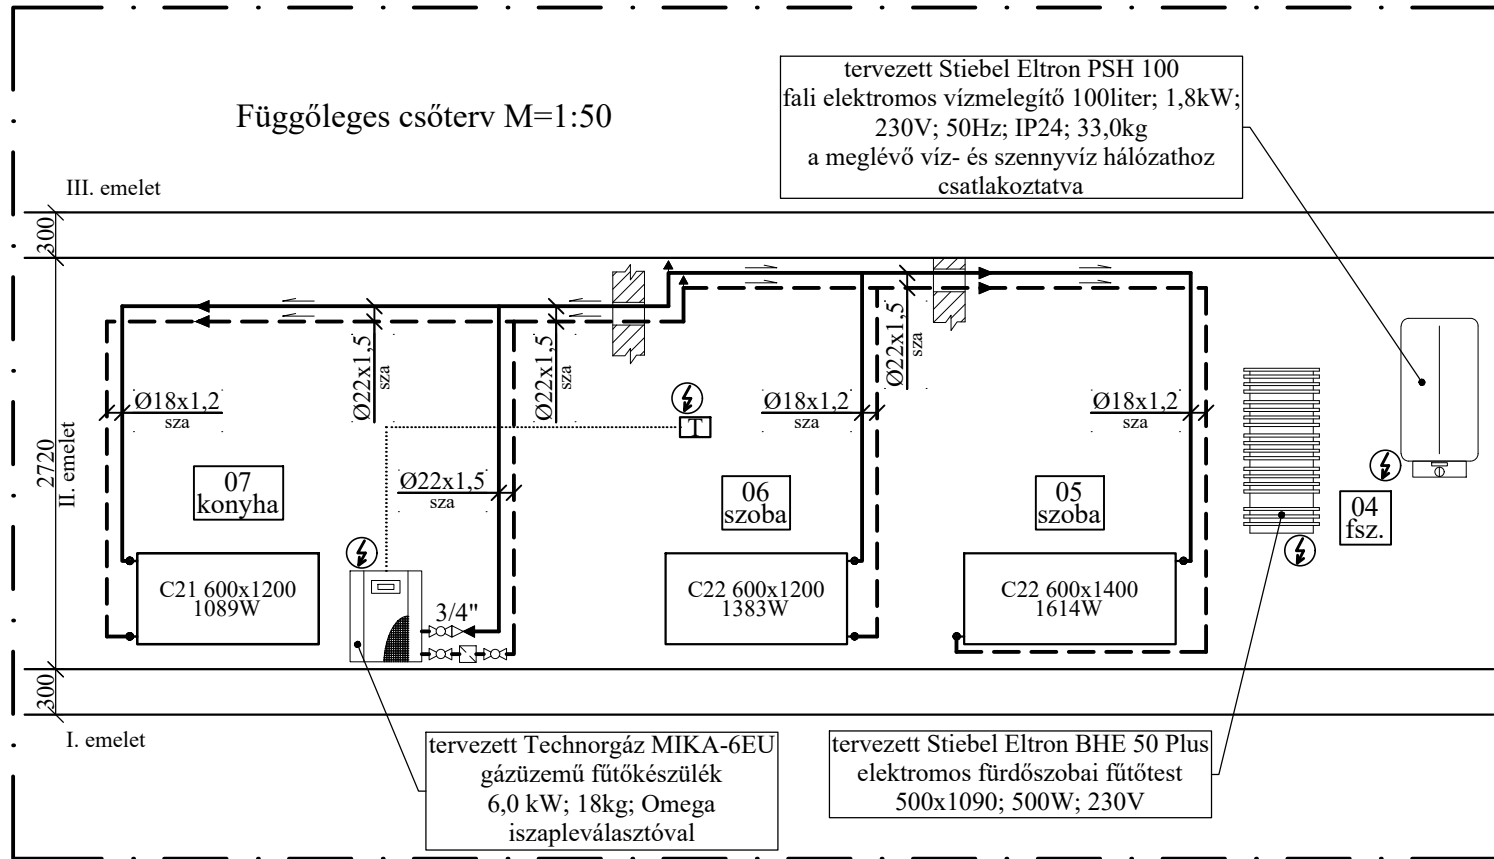 Függőleges csőterv M=1:50
tervezett Stiebel Eltron PSH 100
fali elektromos vízmelegítő 100liter; 1,8kW;
230V; 50Hz; IP24; 33,0kg
a meglévő víz- és szennyvíz hálózathoz
csatlakoztatva
III. emelet
300
2720
II. emelet
300
I. emelet
Ø18x1,2
sza
Ø22x1,5
sza
Ø22x1,5
sza
Ø22x1,5
sza
Ø18x1,2
sza
Ø22x1,5
sza
Ø18x1,2
sza
T
07
konyha
06
szoba
05
szoba
04
fsz.
C21 600x1200
1089W
3/4"
C22 600x1200
1383W
C22 600x1400
1614W
tervezett Technorgáz MIKA-6EU
gázüzemű fűtőkészülék
6,0 kW; 18kg; Omega
iszapleválasztóval
tervezett Stiebel Eltron BHE 50 Plus
elektromos fürdőszobai fűtőtest
500x1090; 500W; 230V